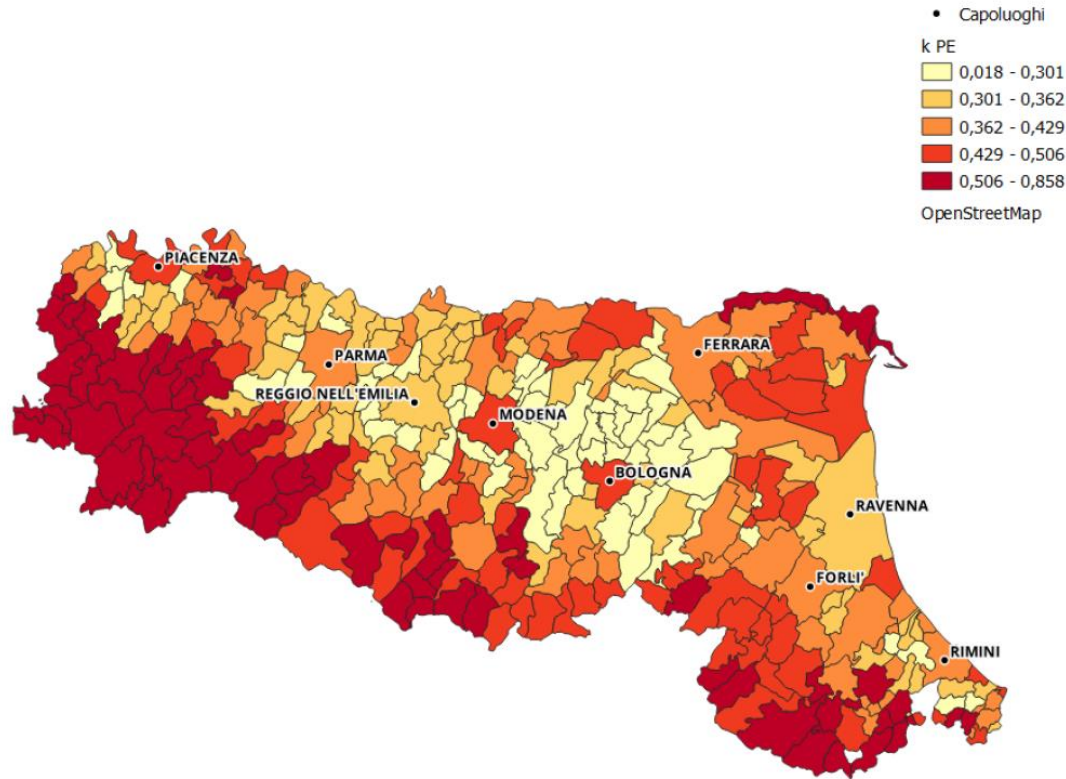 Capoluoghi
k PE
0,018 - 0,301
0,301 - 0,362
0,362 - 0,429
0,429 - 0,506
0,506 - 0,858
OpenStreetMap
PIACENZA
FERRARA
PARMA
REGGIO NELL'EMILIA
MODENA
BOLOGNA
RAVENNA
FORLI'
RIMINI